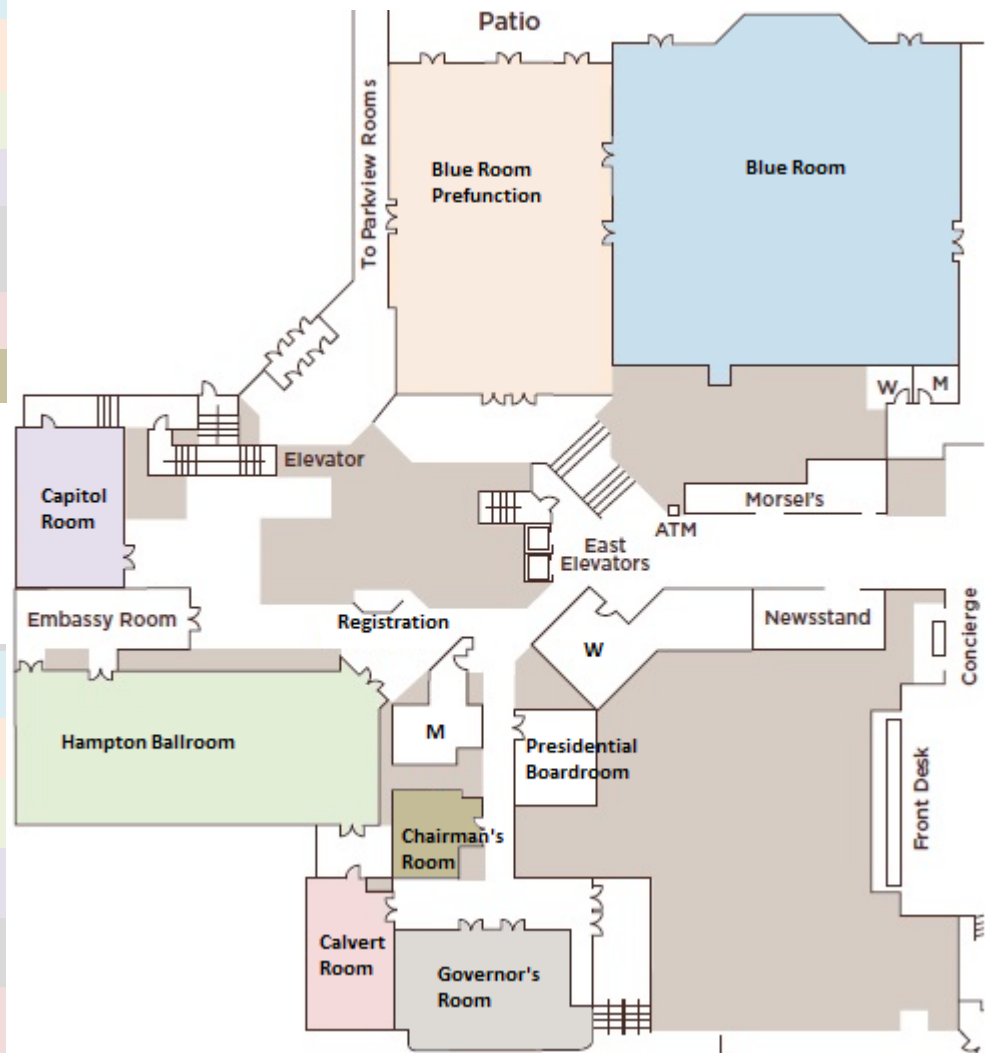 Patio
To Parkview Rooms
Blue Room
Prefunction
Blue Room
W
M
Elevator
Capitol
Room
Morsel's
ATM
East
Elevators
Embassy Room
Registration
Newsstand
W
Concierge
Hampton Ballroom
M
Presidential
Boardroom
Front Desk
Chairman's
Room
Calvert
Room
Governor's
Room